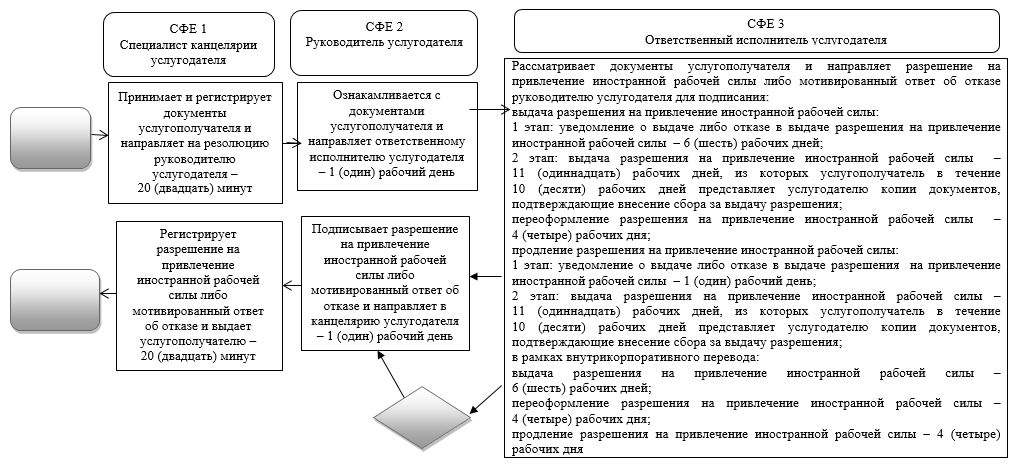 СФЕ 1
Специалист канцелярии
услугодателя
СФЕ 2
Руководитель услугодателя
СФЕ 3
Ответственный исполнитель услугодателя
Принимает и регистрирует
документы
услугополучателя и
направляет на резолюцию
руководителю
услугодателя –
20 (двадцать) минут
Ознакамливается с
документами
услугополучателя и
направляет ответственному
исполнителю услугодателя
– 1 (один) рабочий день
Рассматривает документы услугополучателя и направляет разрешение на
привлечение иностранной рабочей силы либо мотивированный ответ об отказе
руководителю услугодателя для подписания:
выдача разрешения на привлечение иностранной рабочей силы:
1 этап: уведомление о выдаче либо отказе в выдаче разрешения на привлечение
иностранной рабочей силы – 6 (шесть) рабочих дней;
2 этап: выдача разрешения на привлечение иностранной рабочей силы –
11 (одиннадцать) рабочих дней, из которых услугополучатель в течение
10 (десяти) рабочих дней представляет услугодателю копии документов,
подтверждающие внесение сбора за выдачу разрешения;
переоформление разрешения на привлечение иностранной рабочей силы –
4 (четыре) рабочих дня;
продление разрешения на привлечение иностранной рабочей силы:
1 этап: уведомление о выдаче либо отказе в выдаче разрешения на привлечение
иностранной рабочей силы – 1 (один) рабочий день;
2 этап: выдача разрешения на привлечение иностранной рабочей силы –
11 (одиннадцать) рабочих дней, из которых услугополучатель в течение
10 (десяти) рабочих дней представляет услугодателю копии документов,
подтверждающие внесение сбора за выдачу разрешения;
в рамках внутрикорпоративного перевода:
выдача разрешения на привлечение иностранной рабочей силы –
6 (шесть) рабочих дней;
переоформление разрешения на привлечение иностранной рабочей силы –
4 (четыре) рабочих дня;
продление разрешения на привлечение иностранной рабочей силы – 4 (четыре)
рабочих дня
Подписывает разрешение
на привлечение
иностранной рабочей силы
либо
мотивированный ответ об
отказе и направляет в
канцелярию услугодателя
– 1 (один) рабочий день
Регистрирует
разрешение на
привлечение
иностранной рабочей
силы либо
мотивированный ответ
об отказе и выдает
услугополучателю –
20 (двадцать) минут